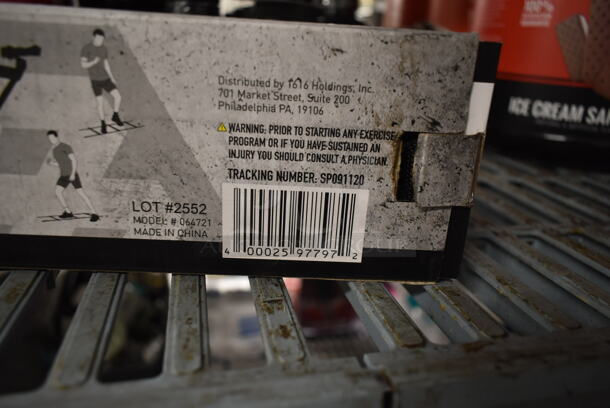 Distributed by 1616 Holdings, Inc.
701 Market Street, Suite 200
Philadelphia PA, 19106
WARNING: PRIOR TO STARTING ANY EXERCISE
PROGRAM OR IF YOU HAVE SUSTAINED AN
INJURY YOU SHOULD CONSULT A PHYSICIAN.
TRACKING NUMBER: SP091120
LOT #2552
MODEL: # 064721
MADE IN CHINA
4 00025 97797 2
100%
ICE CREAM SA